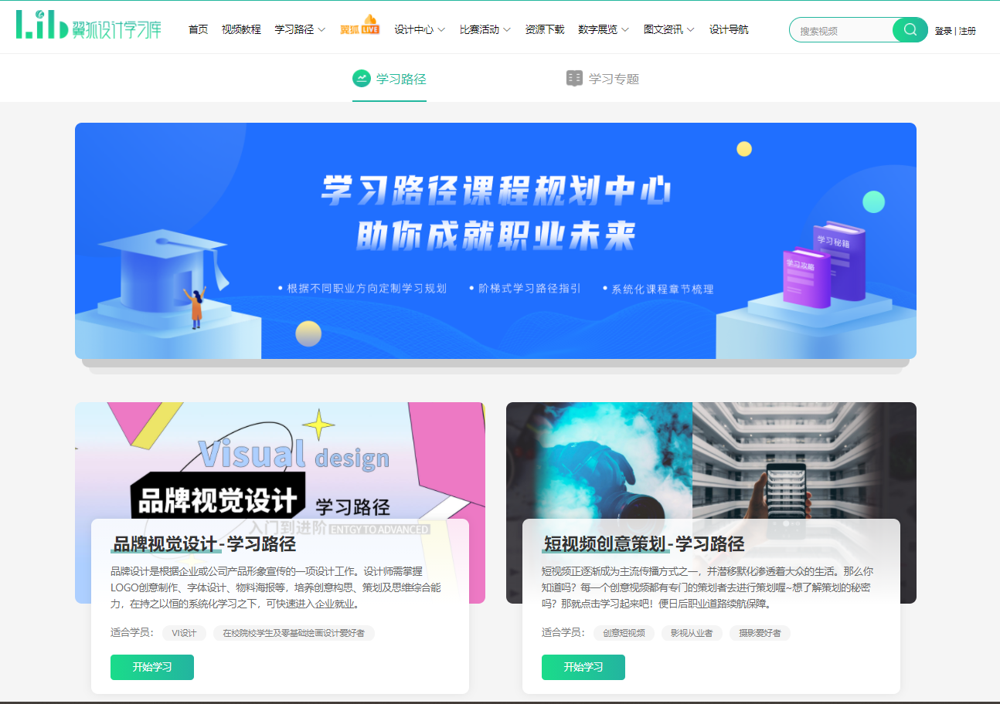 Lib 翼狐设计学习库
首页 视频教程 学习路径 翼狐 LIVE 设计中心 比赛活动 资源下载 数字展览 图文资讯 设计导航 搜索视频 登录 | 注册
学习路径 学习专题
学习路径课程规划中心
助你成就职业未来
• 根据不同职业方向定制学习规划 • 阶梯式学习路径指引 • 系统化课程章节梳理
学习秘籍
学习攻略
Visual design
品牌视觉设计 学习路径
入门到进阶 ENTGY TO ADVANCED
品牌视觉设计-学习路径
品牌设计是根据企业或公司产品形象宣传的一项设计工作。设计师需掌握
LOGO创意制作、字体设计、物料海报等，培养创意构思、策划及思维综合能
力，在持之以恒的系统化学习之下，可快速进入企业就业。
适合学员： VI设计 在校院校学生及零基础绘画设计爱好者
开始学习
短视频创意策划-学习路径
短视频正逐渐成为主流传播方式之一，并潜移默化渗透着大众的生活。那么你
知道吗？每一个创意视频都有专门的策划者去进行策划喔~想了解策划的秘密
吗？那就点击学习起来吧！便日后职业道路续航保障。
适合学员： 创意短视频 影视从业者 摄影爱好者
开始学习